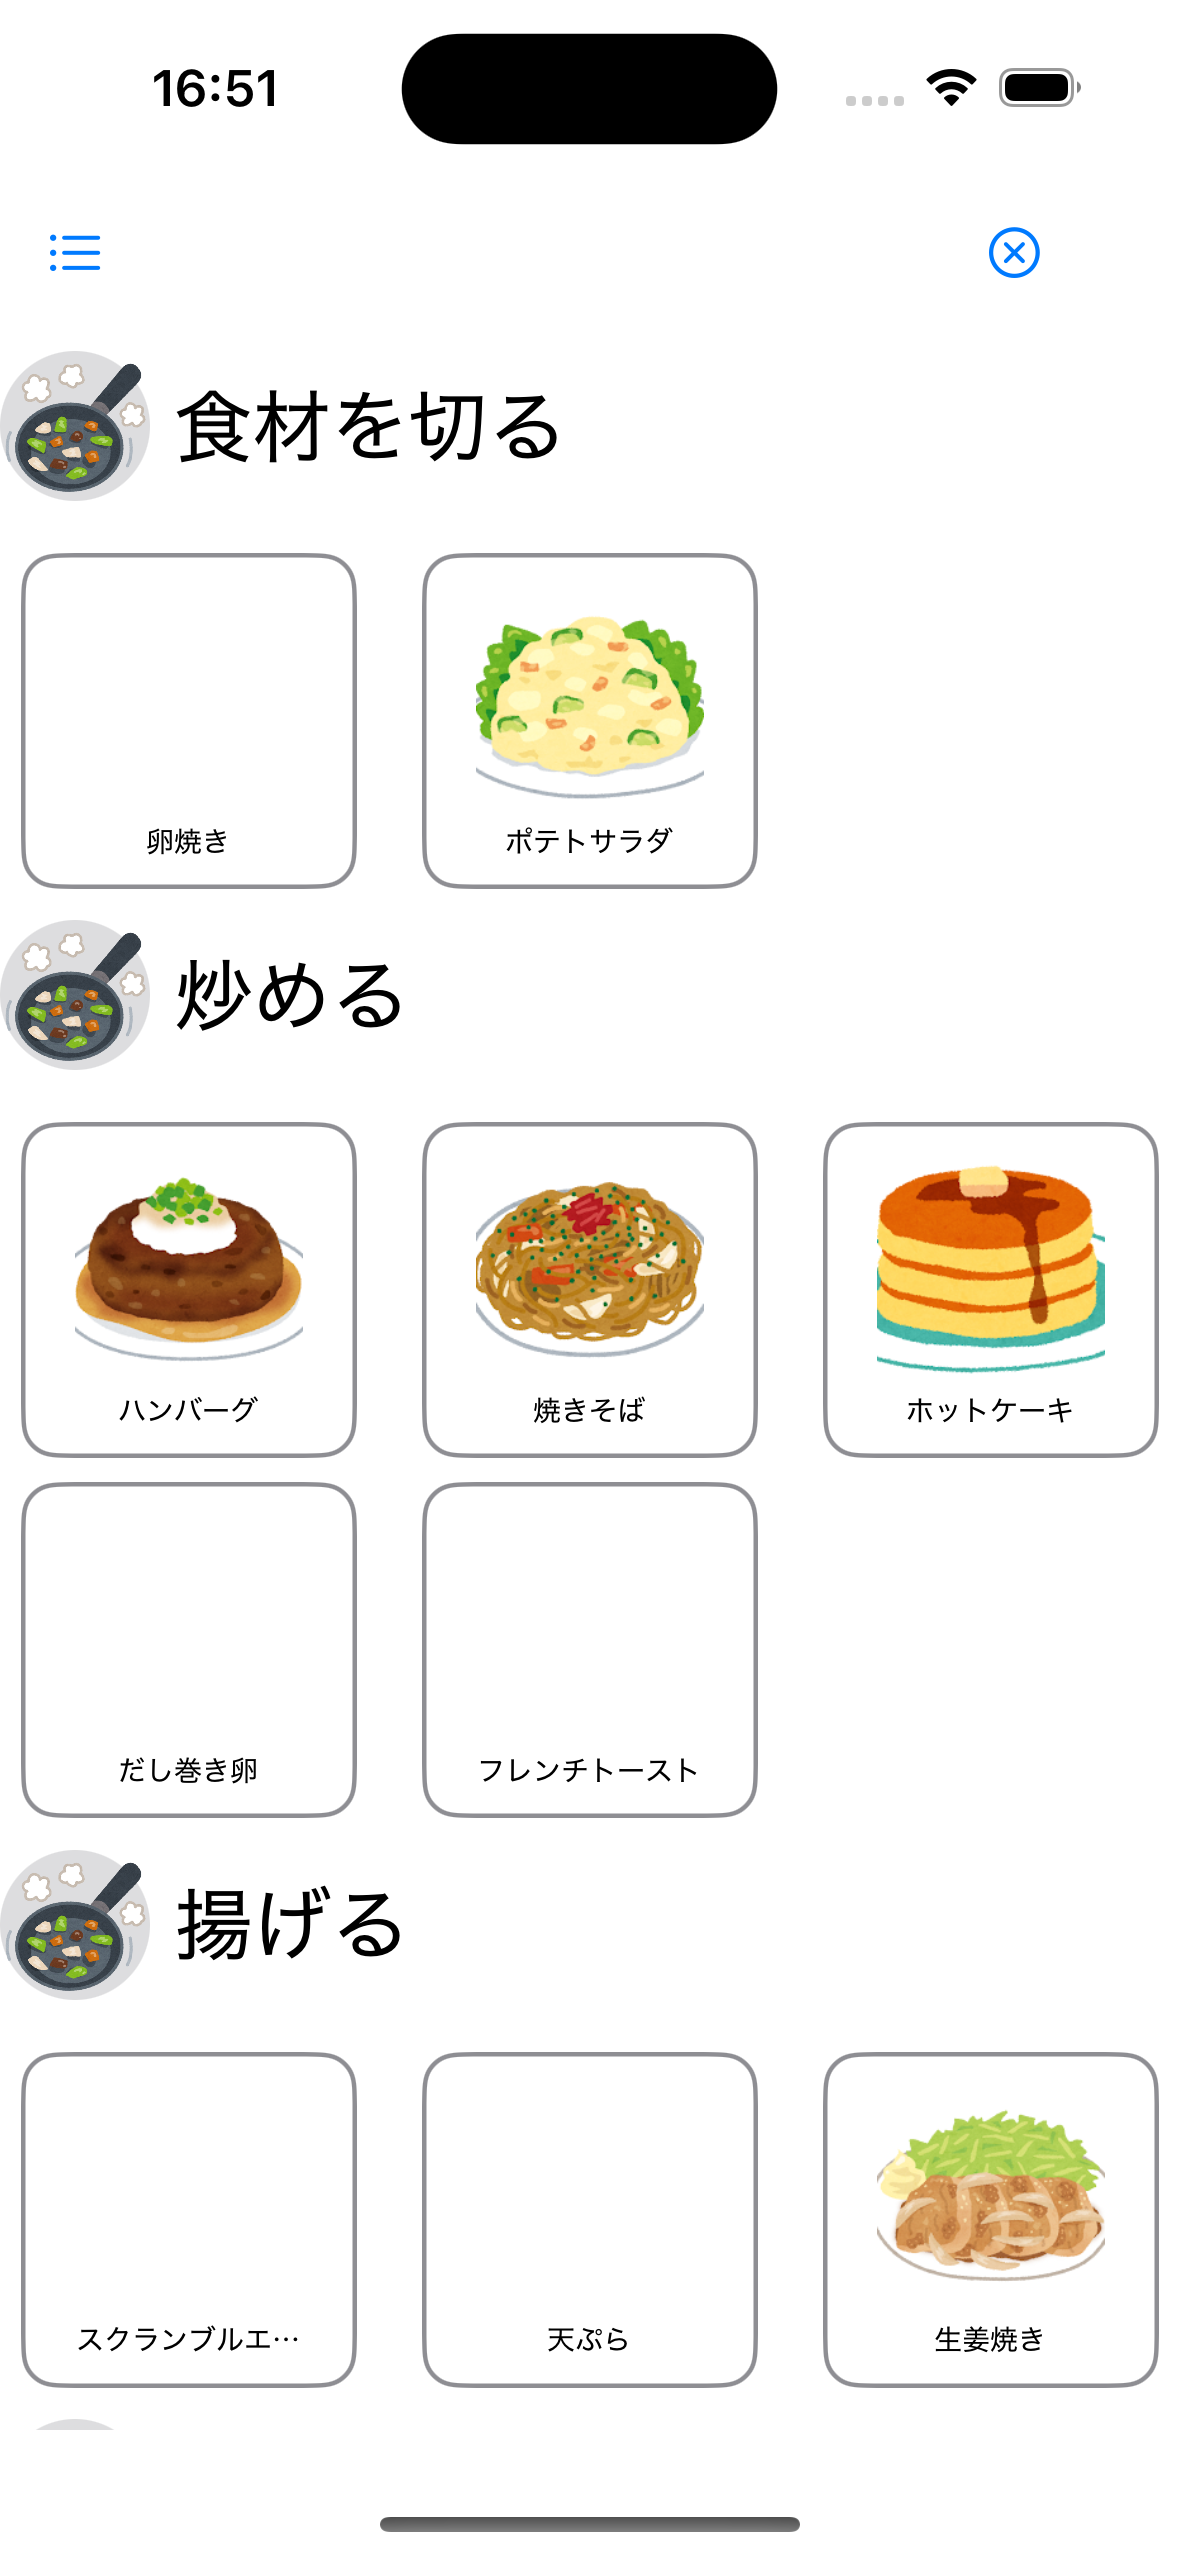 16:51
食材を切る
卵焼き
ポテトサラダ
炒める
ハンバーグ
焼きそば
ホットケーキ
だし巻き卵
フレンチトースト
揚げる
スクランブルエ…
天ぷら
生姜焼き